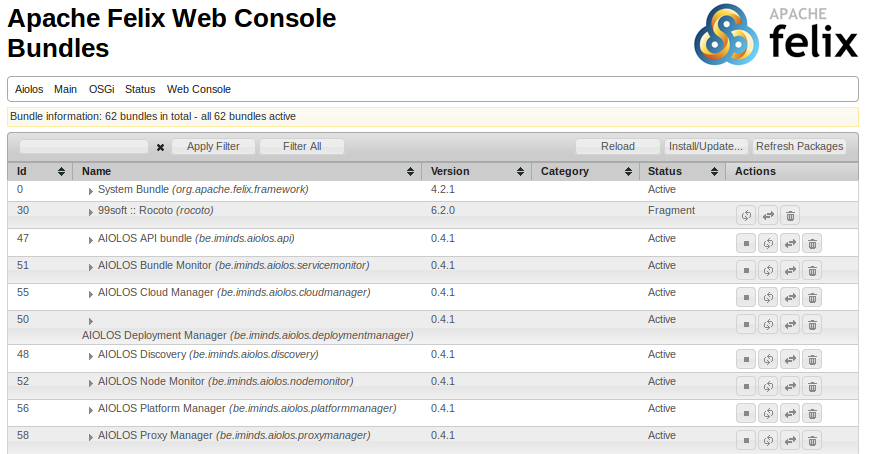 Apache Felix Web Console
Bundles
APACHE
felix
Aiolos Main OSGi Status Web Console
Bundle information: 62 bundles in total - all 62 bundles active
Apply Filter Filter All Reload Install/Update... Refresh Packages
Id Name Version Category Status Actions
0 System Bundle (org.apache.felix.framework) 4.2.1 Active
30 99soft :: Rocoto (rocoto) 6.2.0 Fragment
47 AIOLOS API bundle (be.iminds.aiolos.api) 0.4.1 Active
51 AIOLOS Bundle Monitor (be.iminds.aiolos.servicemonitor) 0.4.1 Active
55 AIOLOS Cloud Manager (be.iminds.aiolos.cloudmanager) 0.4.1 Active
50 0.4.1 Active
AIOLOS Deployment Manager (be.iminds.aiolos.deploymentmanager)
48 AIOLOS Discovery (be.iminds.aiolos.discovery) 0.4.1 Active
52 AIOLOS Node Monitor (be.iminds.aiolos.nodemonitor) 0.4.1 Active
56 AIOLOS Platform Manager (be.iminds.aiolos.platformmanager) 0.4.1 Active
58 AIOLOS Proxy Manager (be.iminds.aiolos.proxymanager) 0.4.1 Active